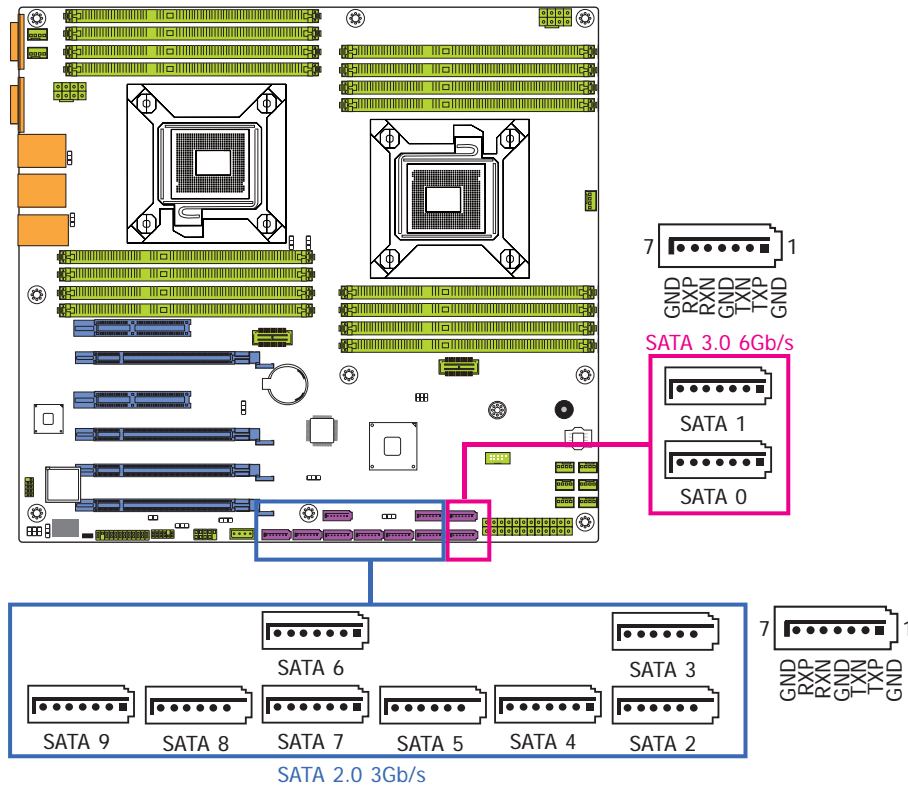 7
1
GND
RXP
RXN
GND
TXN
TXP
GND
SATA 3.0 6Gb/s
SATA 1
SATA 0
SATA 6
SATA 3
SATA 9
SATA 8
SATA 7
SATA 5
SATA 4
SATA 2
7
1
GND
RXP
RXN
GND
TXN
TXP
GND
SATA 2.0 3Gb/s